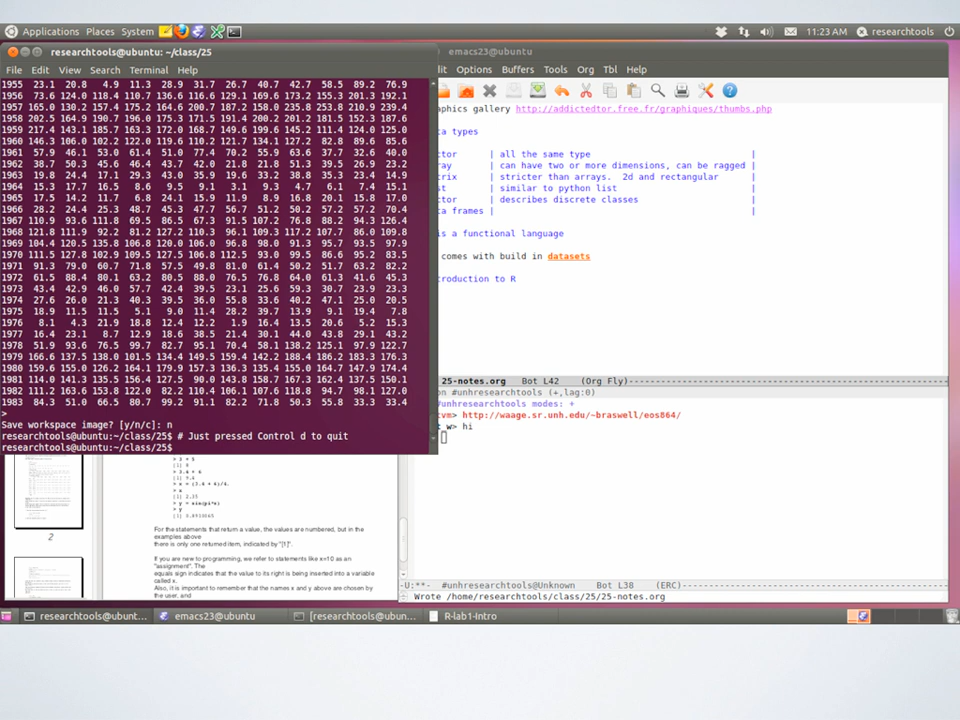 Applications Places System
11:23 AM researchtools
researchtools@ubuntu: ~/class/25
File Edit View Search Terminal Help
1955 23.1 20.8 4.9 11.3 28.9 31.7 26.7 40.7 42.7 58.5 89.2 76.9
1956 73.6 124.0 118.4 110.7 136.6 116.6 129.1 169.6 173.2 155.3 201.3 192.1
1957 165.0 130.2 157.4 175.2 164.6 200.7 187.2 158.0 235.8 253.8 210.9 239.4
1958 202.5 164.9 190.7 196.0 175.3 171.5 191.4 200.2 201.2 181.5 152.3 187.6
1959 217.4 143.1 185.7 163.3 172.0 168.7 149.6 199.6 145.2 111.4 124.0 125.0
1960 146.3 106.0 102.2 122.0 119.6 110.2 121.7 134.1 127.2 82.8 89.6 85.6
1961 57.9 46.1 53.0 61.4 51.0 77.4 70.2 55.9 63.6 37.7 32.6 40.0
1962 38.7 50.3 45.6 46.4 43.7 42.0 21.8 21.8 51.3 39.5 26.9 23.2
1963 19.8 24.4 17.1 29.3 43.0 35.9 19.6 33.2 38.8 35.3 23.4 14.9
1964 15.3 17.7 16.5 8.6 9.5 9.1 3.1 9.3 4.7 6.1 7.4 15.1
1965 17.5 14.2 11.7 6.8 24.1 15.9 11.9 8.9 16.8 20.1 15.8 17.0
1966 28.2 24.4 25.3 48.7 45.3 47.7 56.7 51.2 50.2 57.2 57.2 70.4
1967 110.9 93.6 111.8 69.5 86.5 67.3 91.5 107.2 76.8 88.2 94.3 126.4
1968 121.8 111.9 92.2 81.2 127.2 110.3 96.1 109.3 117.2 107.7 86.0 109.8
1969 104.4 120.5 135.8 106.8 120.0 106.0 96.8 98.0 91.3 95.7 93.5 97.9
1970 111.5 127.8 102.9 109.5 127.5 106.8 112.5 93.0 99.5 86.6 95.2 83.5
1971 91.3 79.0 60.7 71.8 57.5 49.8 81.0 61.4 50.2 51.7 63.2 82.2
1972 61.5 88.4 80.1 63.2 80.5 88.0 76.5 76.8 64.0 61.3 41.6 45.3
1973 43.4 42.9 46.0 57.7 42.4 39.5 23.1 25.6 59.3 30.7 23.9 23.3
1974 27.6 26.0 21.3 40.3 39.5 36.0 55.8 33.6 40.2 47.1 25.0 20.5
1975 18.9 11.5 11.5 5.1 9.0 11.4 28.2 39.7 13.9 9.1 19.4 7.8
1976 8.1 4.3 21.9 18.8 12.4 12.2 1.9 16.4 13.5 20.6 5.2 15.3
1977 16.4 23.1 8.7 12.9 18.6 38.5 21.4 30.1 44.0 43.8 29.1 43.2
1978 51.9 93.6 76.5 99.7 82.7 95.1 70.4 58.1 138.2 125.1 97.9 122.7
1979 166.6 137.5 138.0 101.5 134.4 149.5 159.4 142.2 188.4 186.2 183.3 176.3
1980 159.6 155.0 126.2 164.1 179.9 157.3 136.3 135.4 155.0 164.7 147.9 174.4
1981 114.0 141.3 135.5 156.4 127.5 90.0 143.8 158.7 167.3 162.4 137.5 150.1
1982 111.2 163.6 153.8 122.0 82.2 110.4 106.1 107.6 118.8 94.7 98.1 127.0
1983 84.3 51.0 66.5 80.7 99.2 91.1 82.2 71.8 50.3 55.8 33.3 33.4
>
Save workspace image? [y/n/c]: n
researchtools@ubuntu:~/class/25$ # Just pressed Control d to quit
researchtools@ubuntu:~/class/25$
2
> 3 + 5
[1] 8
> 3.4 + 6
[1] 9.4
> x = (3.4 + 6)/4.
> x
[1] 2.35
> y = sin(pi*x)
> y
For the statements that return a value, the values are numbered, but in the
examples above
there is only one returned item, indicated by "[1]".
If you are new to programming, we refer to statements like x=10 as an
"assignment". The
equals sign indicates that the value to its right is being inserted into a variable
called x.
Also, it is important to remember that the names x and y above are chosen by
the user, and
emacs23@ubuntu
it Options Buffers Tools Org Tbl Help
aphics gallery http://addictedtor.free.fr/graphiques/thumbs.php
ta types
ctor | all the same type |
ray | can have two or more dimensions, can be ragged |
trix | stricter than arrays. 2d and rectangular |
st | similar to python list |
ctor | describes discrete classes |
ta frames | |
is a functional language
comes with build in datasets
troduction to R
25-notes.org Bot L42 (Org Fly)
on #unhresearchtools (+,lag:0)
#unhresearchtools modes: +
cvm> http://waage.sr.unh.edu/~braswell/eos864/
t_w> hi
-U:**- #unhresearchtools@Unknown Bot L38 (ERC)
Wrote /home/researchtools/class/25/25-notes.org
researchtools@ubunt... emacs23@ubuntu [researchtools@ubun... R-lab1-Intro